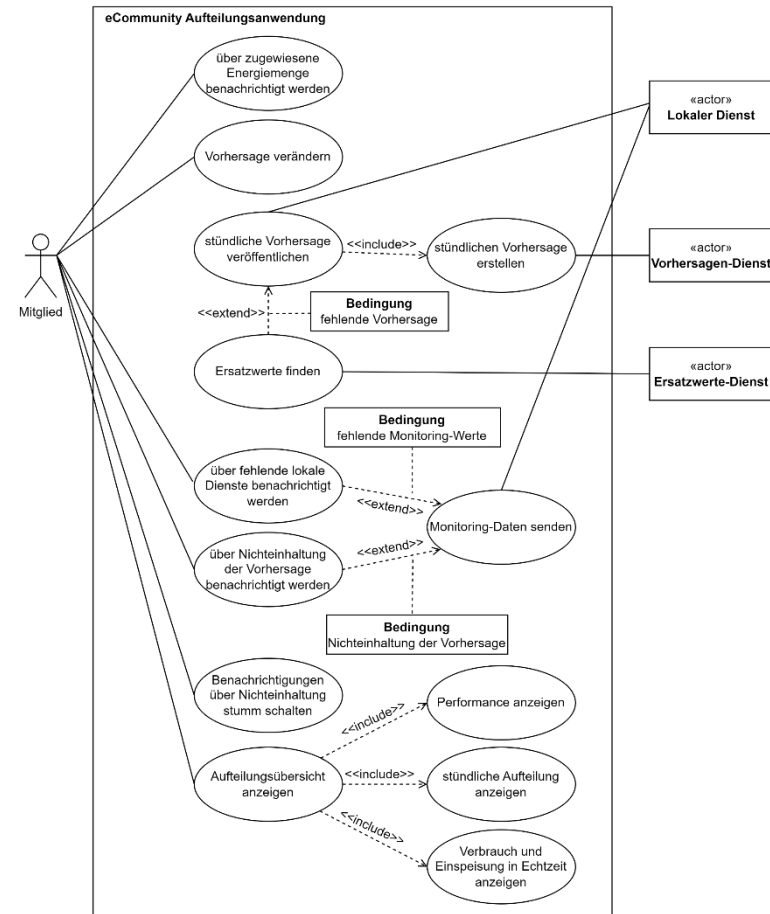 eCommunity Aufteilungsanwendung
über zugewiesene
Energiemenge
benachrichtigt werden
«actor»
Lokaler Dienst
Vorhersage verändern
stündliche Vorhersage
veröffentlichen
<<include>>
stündlichen Vorhersage
erstellen
«actor»
Vorhersagen-Dienst
Mitglied
<<extend>>
Bedingung
fehlende Vorhersage
Ersatzwerte finden
«actor»
Ersatzwerte-Dienst
Bedingung
fehlende Monitoring-Werte
über fehlende lokale
Dienste benachrichtigt
werden
<<extend>>
Monitoring-Daten senden
<<extend>>
über Nichteinhaltung
der Vorhersage
benachrichtigt werden
Bedingung
Nichteinhaltung der Vorhersage
Benachrichtigungen
über Nichteinhaltung
stumm schalten
<<include>>
Performance anzeigen
Aufteilungsübersicht
anzeigen
<<include>>
stündliche Aufteilung
anzeigen
<<include>>
Verbrauch und
Einspeisung in Echtzeit
anzeigen